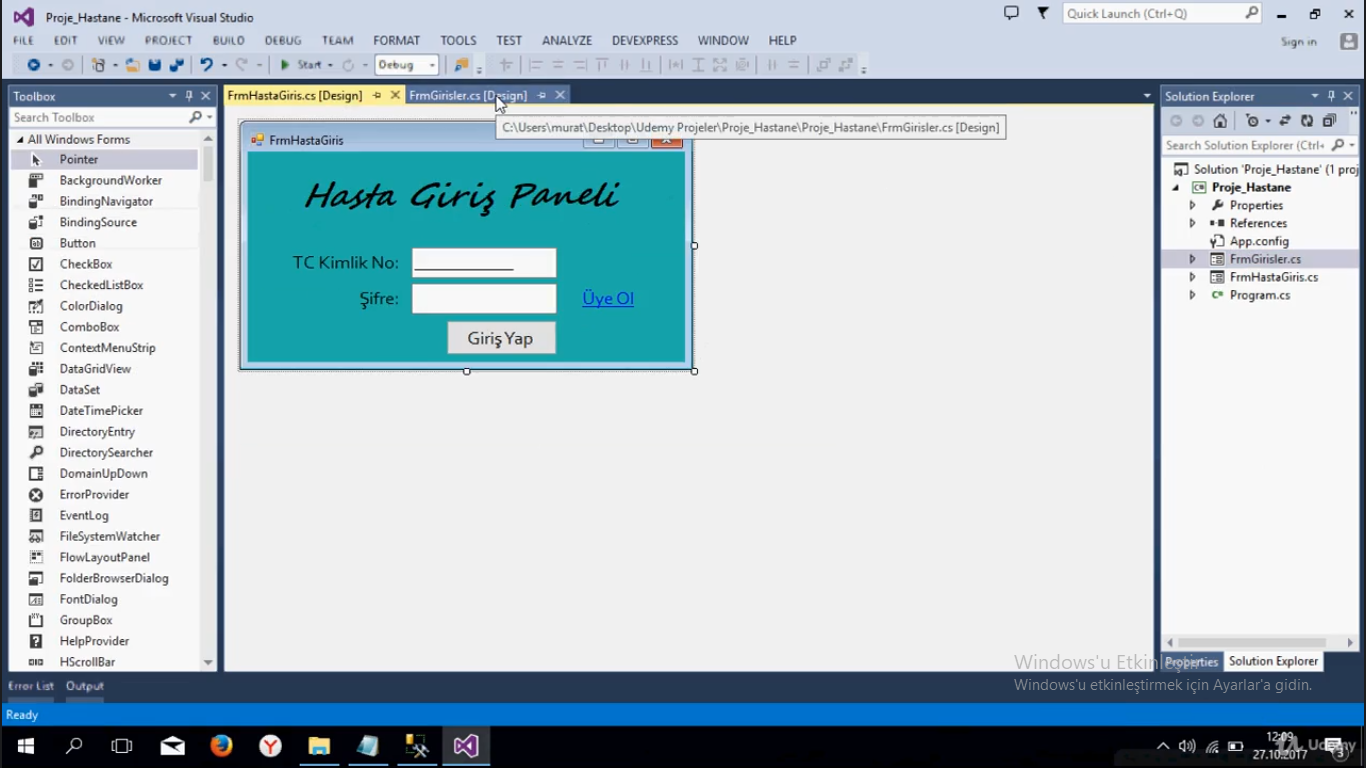 Proje_Hastane - Microsoft Visual Studio
Quick Launch (Ctrl+Q)
FILE EDIT VIEW PROJECT BUILD DEBUG TEAM FORMAT TOOLS TEST ANALYZE DEVEXPRESS WINDOW HELP
Sign in
Start
Debug
Toolbox
Search Toolbox
All Windows Forms
Pointer
BackgroundWorker
BindingNavigator
BindingSource
Button
CheckBox
CheckedListBox
ColorDialog
ComboBox
ContextMenuStrip
DataGridView
DataSet
DateTimePicker
DirectoryEntry
DirectorySearcher
DomainUpDown
ErrorProvider
EventLog
FileSystemWatcher
FlowLayoutPanel
FolderBrowserDialog
FontDialog
GroupBox
HelpProvider
HScrollBar
FrmHastaGiris.cs [Design]
FrmGirisler.cs [Design]
C:\Users\murat\Desktop\Udemy Projeler\Proje_Hastane\Proje_Hastane\FrmGirisler.cs [Design]
FrmHastaGiris
Hasta Giriş Paneli
TC Kimlik No:
Şifre:
Üye Ol
Giriş Yap
Solution Explorer
Search Solution Explorer (Ctrl+
Solution 'Proje_Hastane' (1 proj
Proje_Hastane
Properties
References
App.config
FrmGirisler.cs
FrmHastaGiris.cs
Program.cs
Properties
Solution Explorer
Windows'u Etkinleştir
Windows'u etkinleştirmek için Ayarlar'a gidin.
Error List Output
Ready
12:09
27.10.2017
3
Udemy